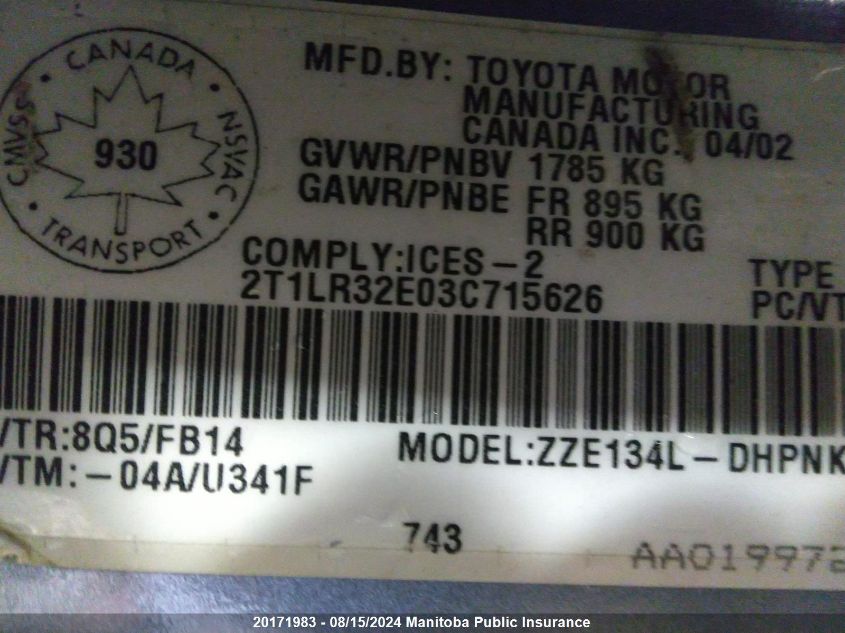 CANADA
CMVSS 930 NSVAC
TRANSPORT
MFD.BY: TOYOTA MOTOR
MANUFACTURING
CANADA INC. 04/02
GVWR/PNBV 1785 KG
GAWR/PNBE FR 895 KG
RR 900 KG
COMPLY:ICES-2
2T1LR32E03C715626
TYPE
PC/VT
/TR:8Q5/FB14
/TM:-04A/U341F
MODEL:ZZE134L-DHPNK
743
AA019972
20171983 - 08/15/2024 Manitoba Public Insurance